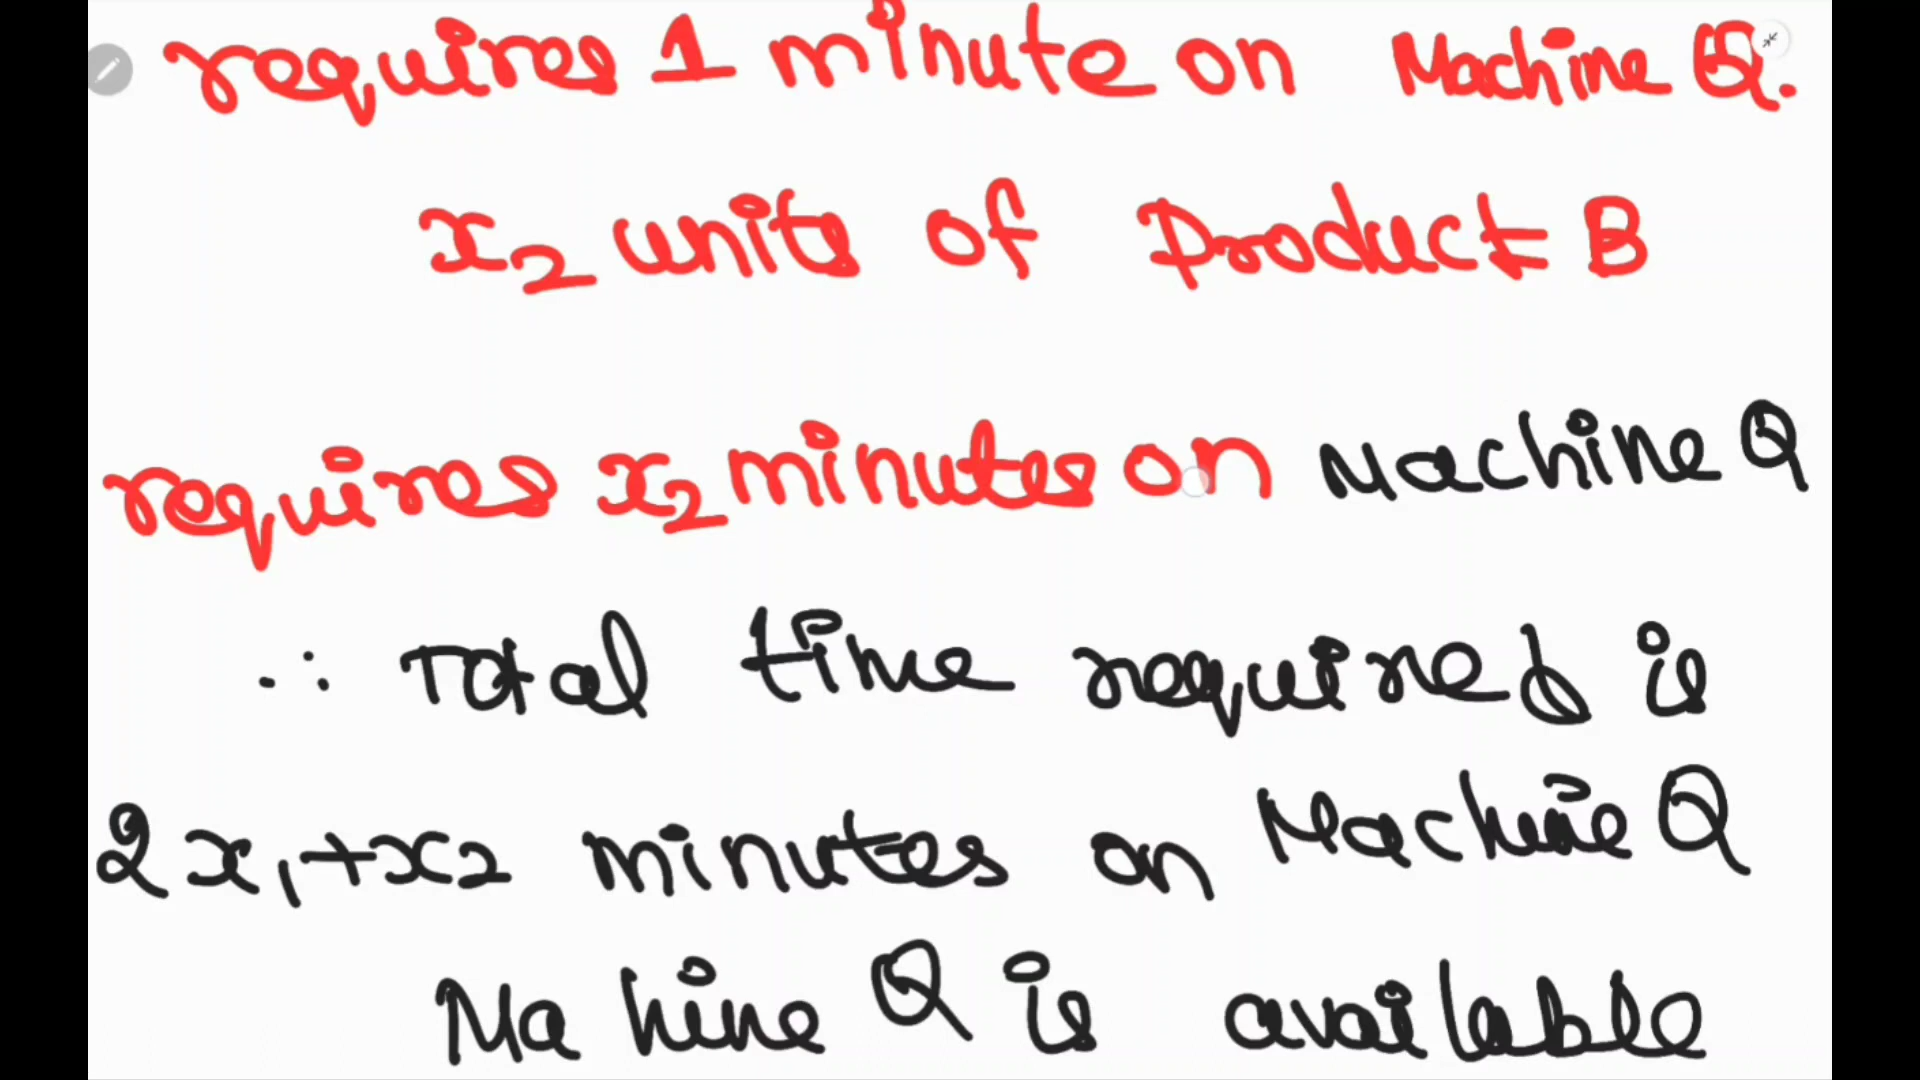 requires 1 minute on Machine Q.
x₂ units of Product B
requires x₂ minutes on Machine Q
∴ Total time required is
2x₁+x₂ minutes on Machine Q
Mahine Q is available